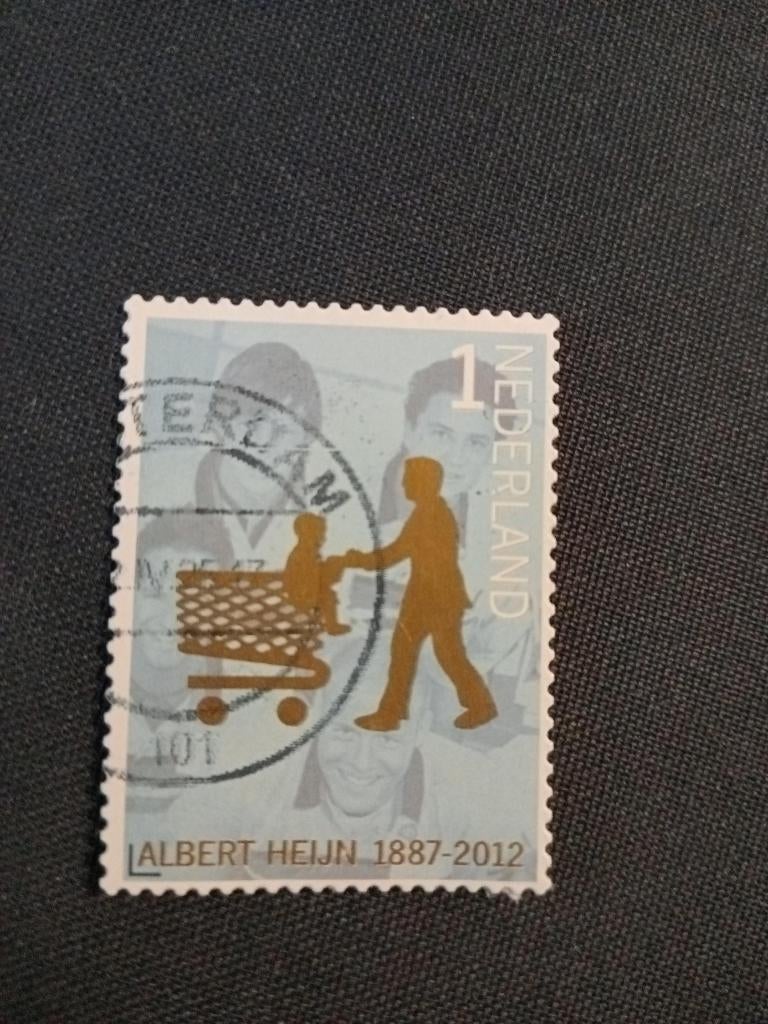 1
NEDERLAND
ERDAM
101
ALBERT HEIJN 1887-2012